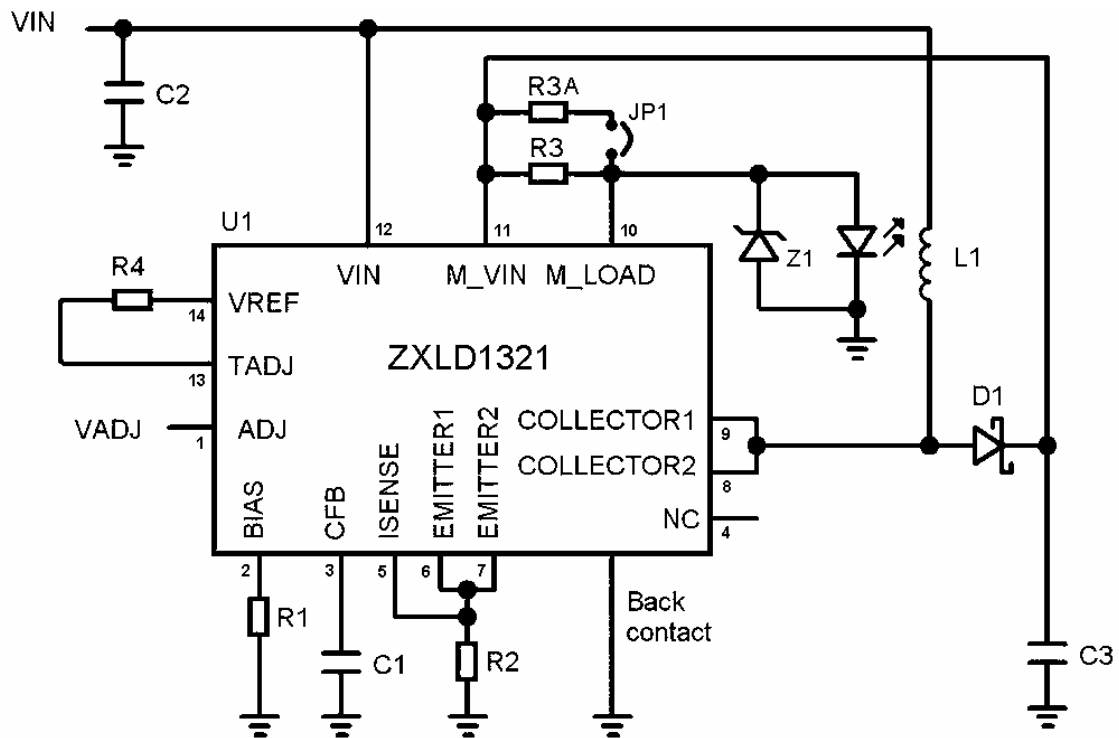 VIN
C2
R3A
JP1
R3
U1
12
11
10
Z1
L1
R4
VIN
M_VIN
M_LOAD
14
VREF
13
TADJ
ZXLD1321
VADJ
1
ADJ
COLLECTOR1
9
D1
COLLECTOR2
8
NC
4
BIAS
CFB
ISENSE
EMITTER1
EMITTER2
2
3
5
6
7
R1
C1
R2
Back
contact
C3